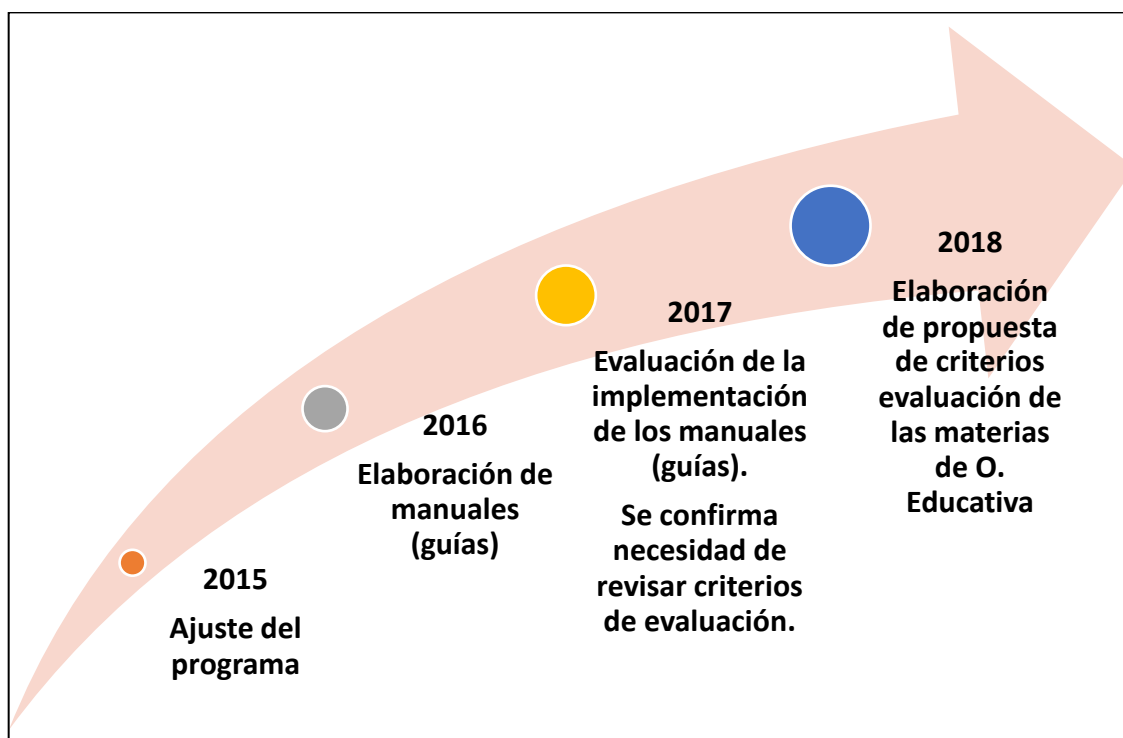 2015
Ajuste del
programa
2016
Elaboración de
manuales
(guías)
2017
Evaluación de la
implementación
de los manuales
(guías).
Se confirma
necesidad de
revisar criterios
de evaluación.
2018
Elaboración
de propuesta
de criterios
evaluación de
las materias
de O.
Educativa